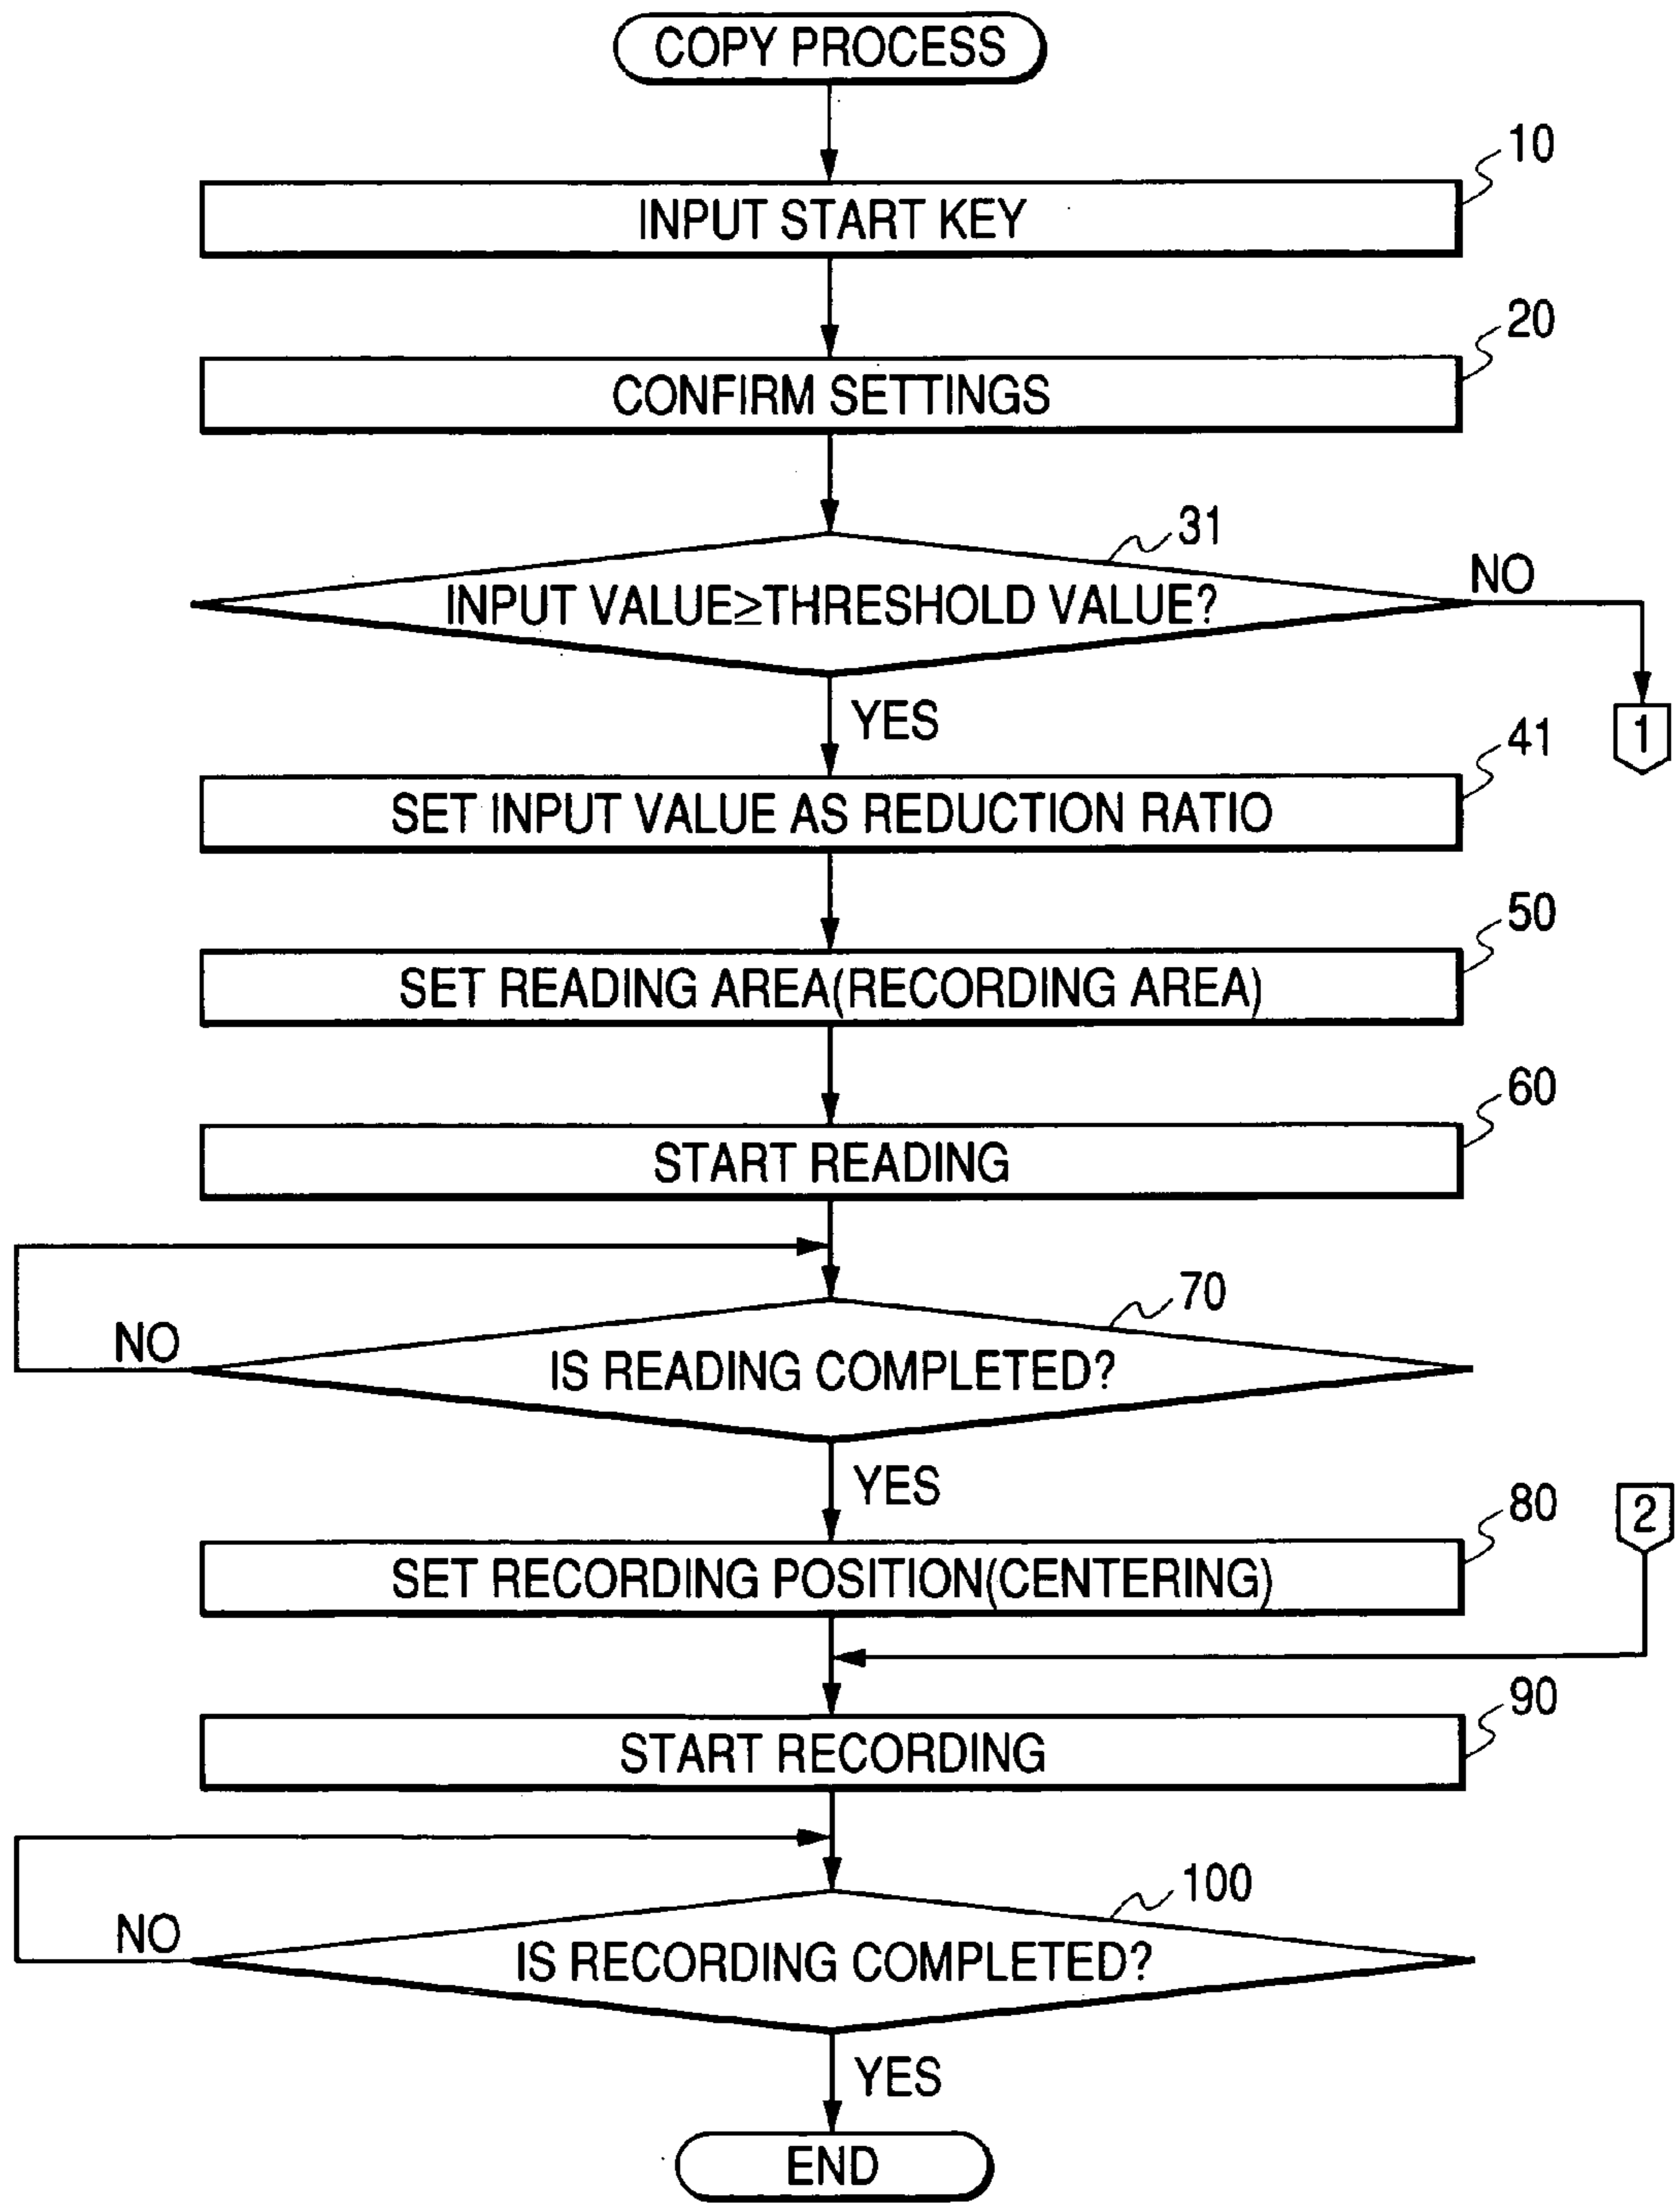 COPY PROCESS
10
INPUT START KEY
20
CONFIRM SETTINGS
31
INPUT VALUE≥THRESHOLD VALUE?
NO
YES
1
41
SET INPUT VALUE AS REDUCTION RATIO
50
SET READING AREA(RECORDING AREA)
60
START READING
70
NO
IS READING COMPLETED?
YES
80
2
SET RECORDING POSITION(CENTERING)
90
START RECORDING
100
NO
IS RECORDING COMPLETED?
YES
END